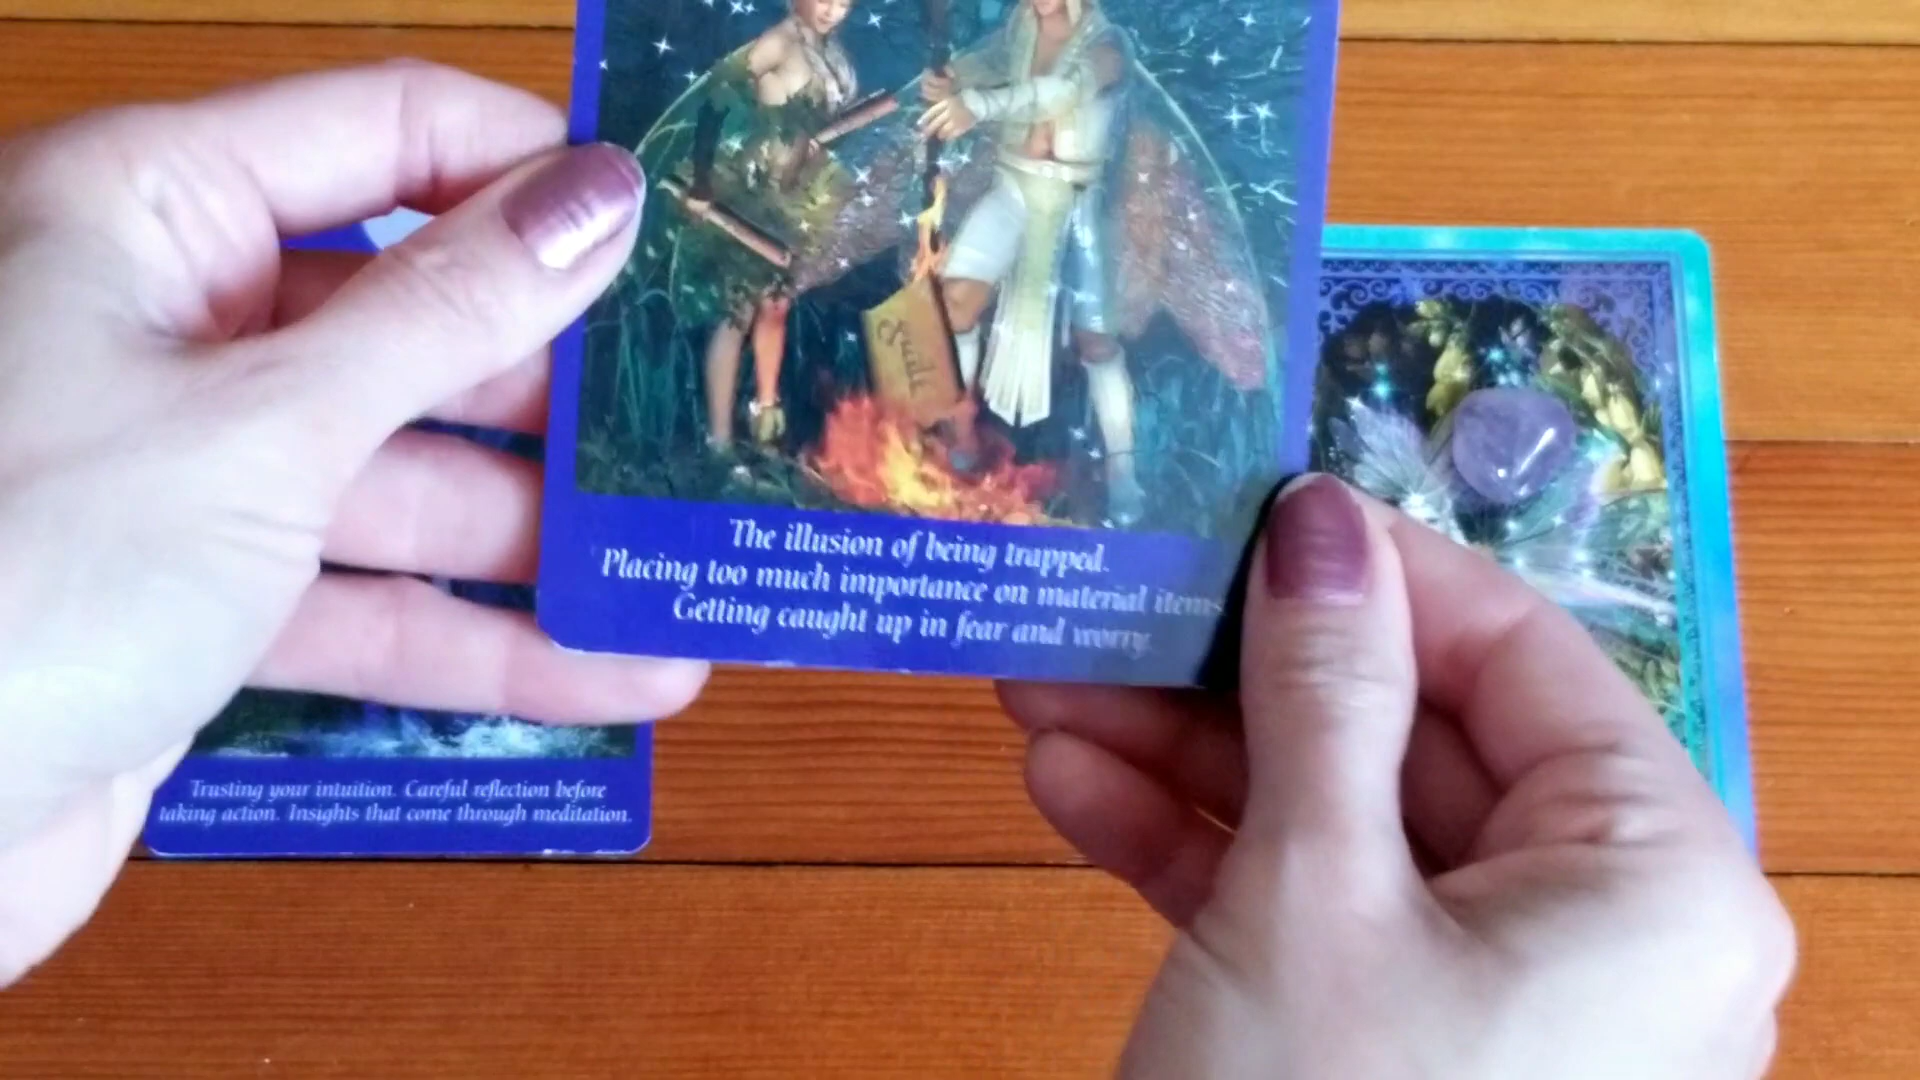 Guilt
The illusion of being trapped.
Placing too much importance on material items.
Getting caught up in fear and worry.
Trusting your intuition. Careful reflection before
taking action. Insights that come through meditation.